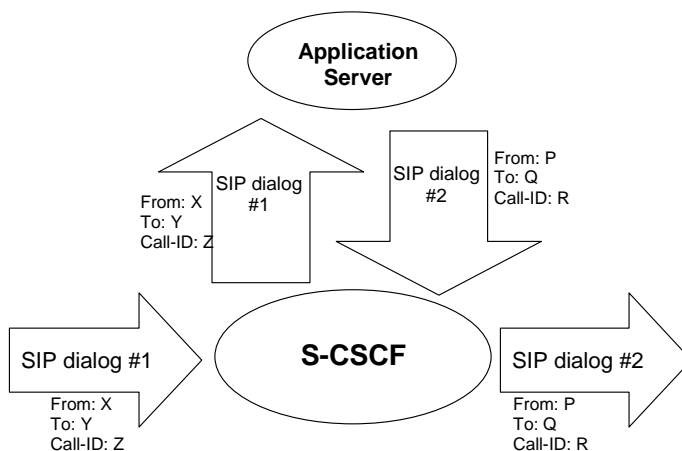 Application
Server
SIP dialog
#1
From: X
To: Y
Call-ID: Z
SIP dialog
#2
From: P
To: Q
Call-ID: R
SIP dialog #1
From: X
To: Y
Call-ID: Z
S-CSCF
SIP dialog #2
From: P
To: Q
Call-ID: R